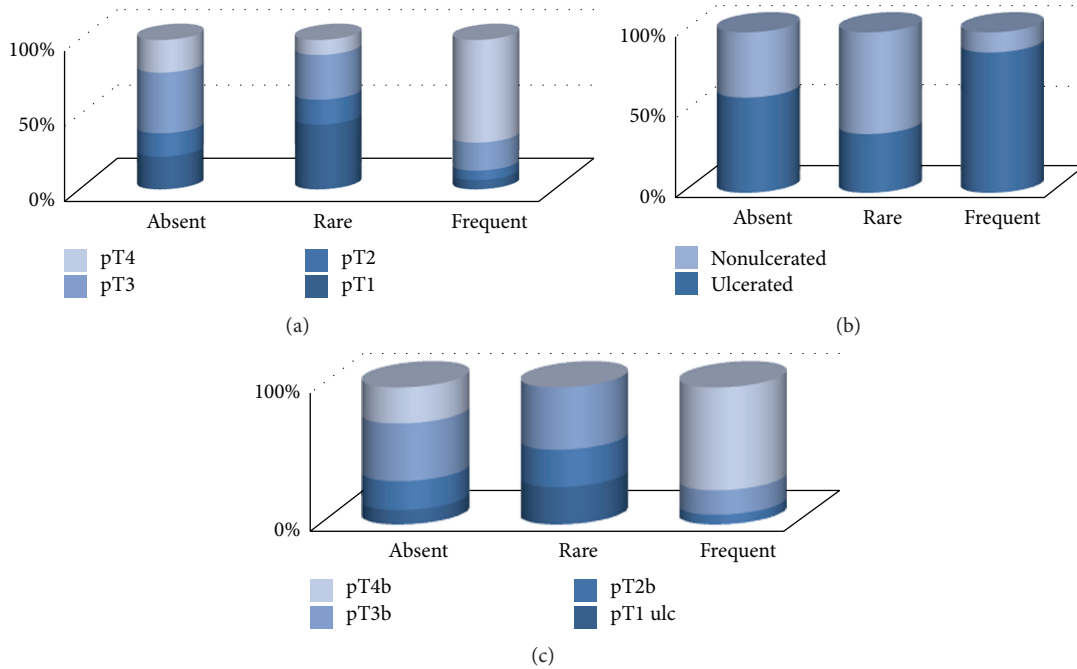 100%
50%
0%
Absent
Rare
Frequent
pT4
pT2
pT3
pT1
(a)
100%
50%
0%
Absent
Rare
Frequent
Nonulcerated
Ulcerated
(b)
100%
0%
Absent
Rare
Frequent
pT4b
pT2b
pT3b
pT1 ulc
(c)